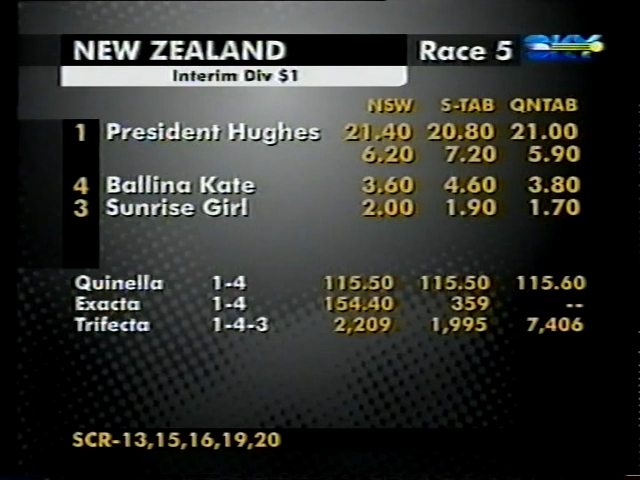 NEW ZEALAND Race 5 SKY
Interim Div $1
NSW S-TAB QNTAB
1 President Hughes 21.40 20.80 21.00
6.20 7.20 5.90
4 Ballina Kate 3.60 4.60 3.80
3 Sunrise Girl 2.00 1.90 1.70
Quinella 1-4 115.50 115.50 115.60
Exacta 1-4 154.40 359 --
Trifecta 1-4-3 2,209 1,995 7,406
SCR-13,15,16,19,20